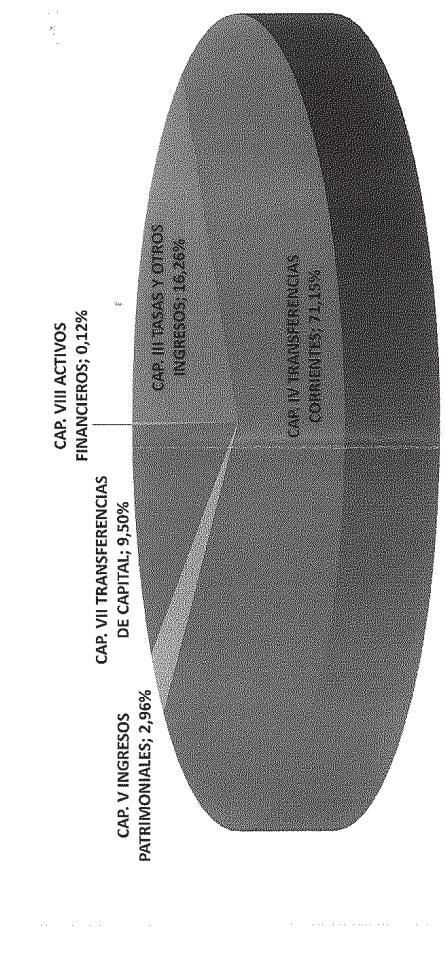 CAP. VIII ACTIVOS
FINANCIEROS; 0,12%
CAP. III TASAS Y OTROS
INGRESOS; 16,26%
CAP. VII TRANSFERENCIAS
DE CAPITAL; 9,50%
CAP. IV TRANSFERENCIAS
CORRIENTES; 71,15%
CAP. V INGRESOS
PATRIMONIALES; 2,96%